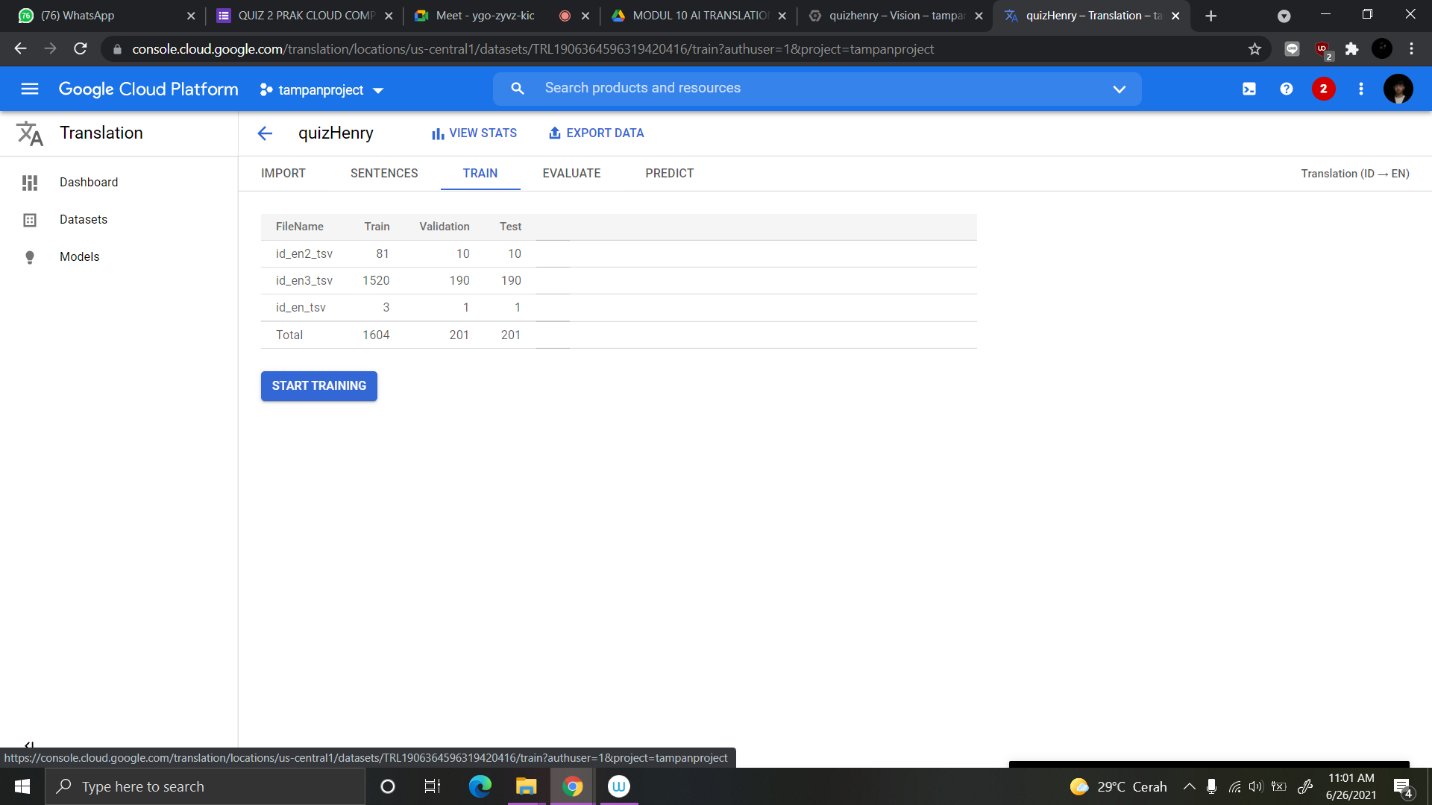 76 (76) WhatsApp
QUIZ 2 PRAK CLOUD COMP
Meet - ygo-zyvz-kic
MODUL 10 AI TRANSLATIO
quizhenry – Vision – tampan
quizHenry – Translation – ta
console.cloud.google.com/translation/locations/us-central1/datasets/TRL1906364596319420416/train?authuser=1&project=tampanproject
2
Google Cloud Platform
tampanproject
Search products and resources
2
Translation
quizHenry
VIEW STATS
EXPORT DATA
Dashboard
Datasets
Models
IMPORT
SENTENCES
TRAIN
EVALUATE
PREDICT
Translation (ID → EN)
FileName Train Validation Test
id_en2_tsv 81 10 10
id_en3_tsv 1520 190 190
id_en_tsv 3 1 1
Total 1604 201 201
START TRAINING
https://console.cloud.google.com/translation/locations/us-central1/datasets/TRL1906364596319420416/train?authuser=1&project=tampanproject
Type here to search
29°C Cerah
11:01 AM
6/26/2021
4